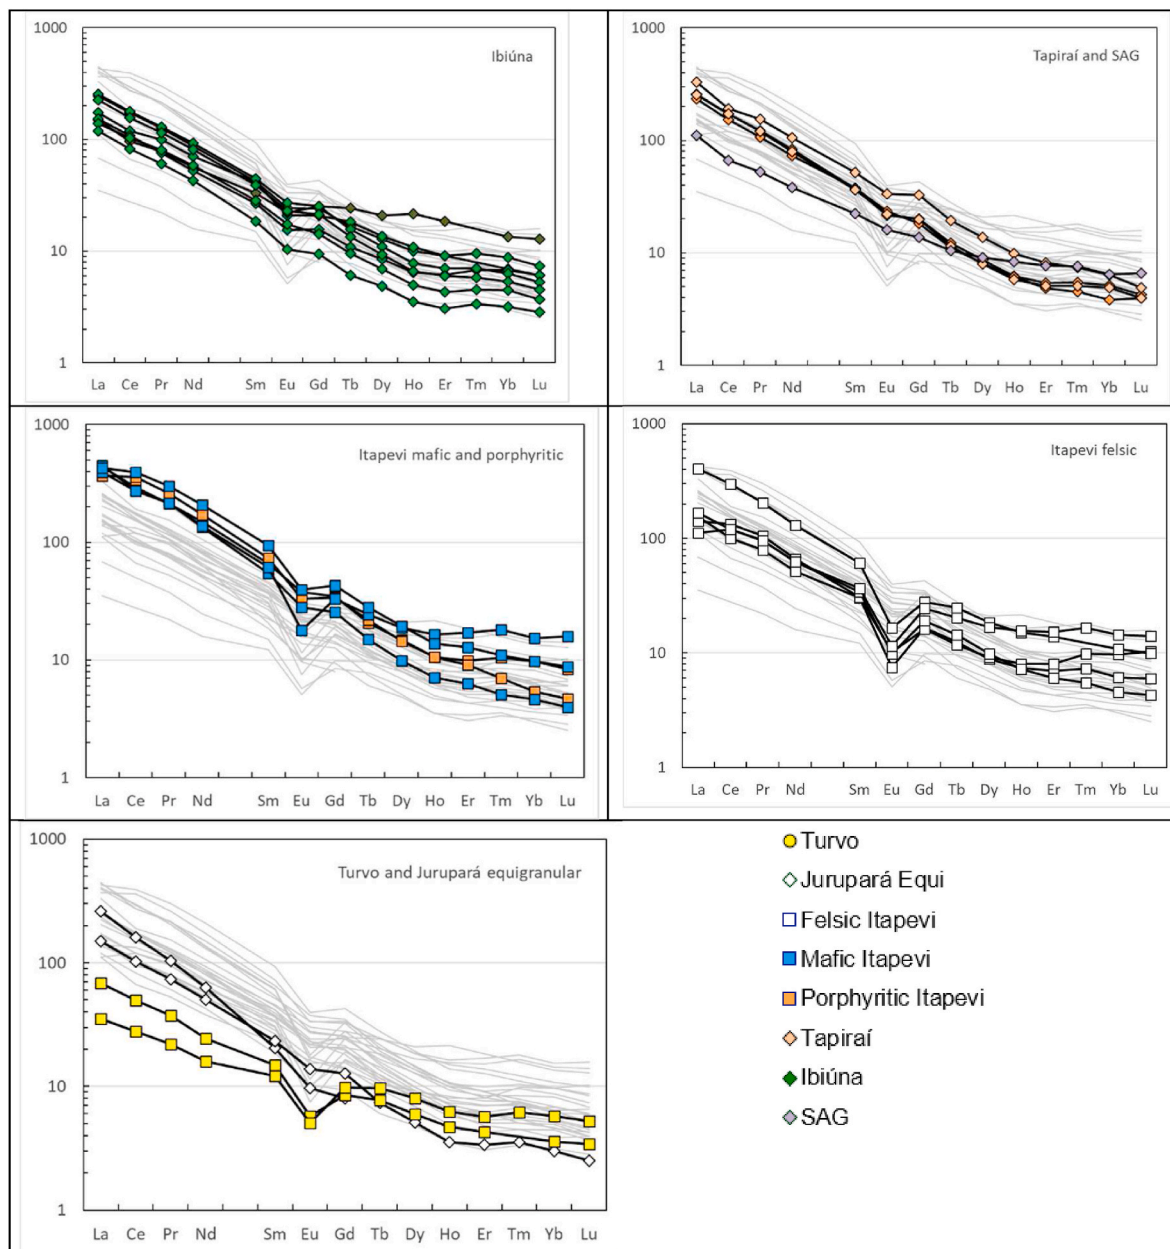 1000
Ibiúna
100
10
1
La Ce Pr Nd Sm Eu Gd Tb Dy Ho Er Tm Yb Lu
1000
Tapiraí and SAG
100
10
1
La Ce Pr Nd Sm Eu Gd Tb Dy Ho Er Tm Yb Lu
1000
Itapevi mafic and porphyritic
100
10
1
La Ce Pr Nd Sm Eu Gd Tb Dy Ho Er Tm Yb Lu
1000
Itapevi felsic
100
10
1
La Ce Pr Nd Sm Eu Gd Tb Dy Ho Er Tm Yb Lu
1000
Turvo and Jurupará equigranular
100
10
1
La Ce Pr Nd Sm Eu Gd Tb Dy Ho Er Tm Yb Lu
Turvo
Jurupará Equi
Felsic Itapevi
Mafic Itapevi
Porphyritic Itapevi
Tapiraí
Ibiúna
SAG